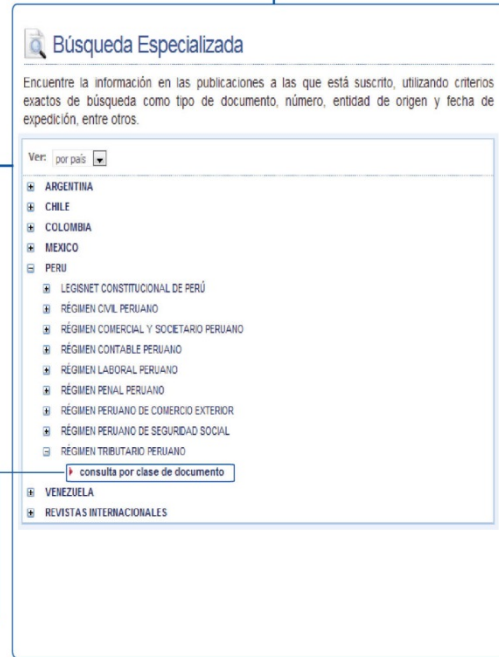 Búsqueda Especializada
Encuentre la información en las publicaciones a las que está suscrito, utilizando criterios
exactos de búsqueda como tipo de documento, número, entidad de origen y fecha de
expedición, entre otros.
Ver: por país
ARGENTINA
CHILE
COLOMBIA
MEXICO
PERU
LEGISNET CONSTITUCIONAL DE PERÚ
RÉGIMEN CIVIL PERUANO
RÉGIMEN COMERCIAL Y SOCIETARIO PERUANO
RÉGIMEN CONTABLE PERUANO
RÉGIMEN LABORAL PERUANO
RÉGIMEN PENAL PERUANO
RÉGIMEN PERUANO DE COMERCIO EXTERIOR
RÉGIMEN PERUANO DE SEGURIDAD SOCIAL
RÉGIMEN TRIBUTARIO PERUANO
consulta por clase de documento
VENEZUELA
REVISTAS INTERNACIONALES